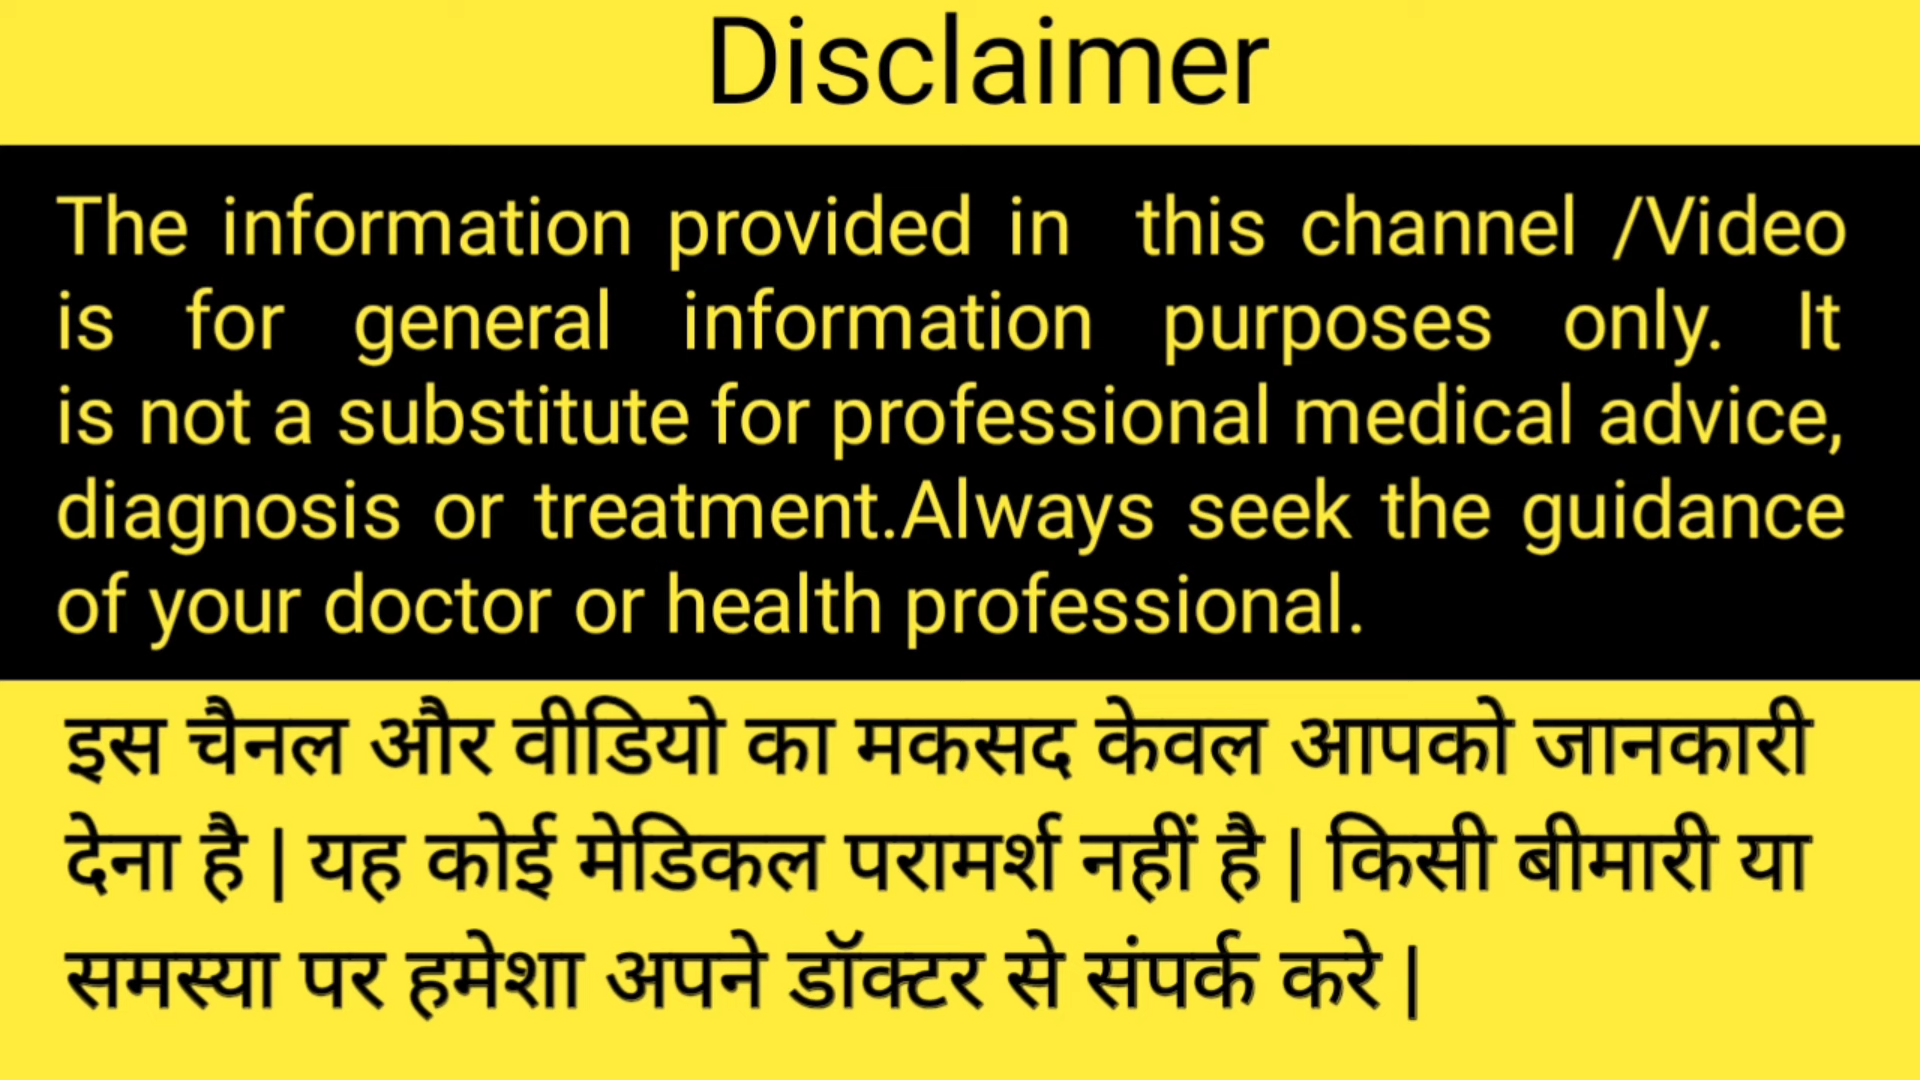 Disclaimer
The information provided in this channel /Video
is for general information purposes only. It
is not a substitute for professional medical advice,
diagnosis or treatment.Always seek the guidance
of your doctor or health professional.
इस चैनल और वीडियो का मकसद केवल आपको जानकारी
देना है | यह कोई मेडिकल परामर्श नहीं है | किसी बीमारी या
समस्या पर हमेशा अपने डॉक्टर से संपर्क करे |